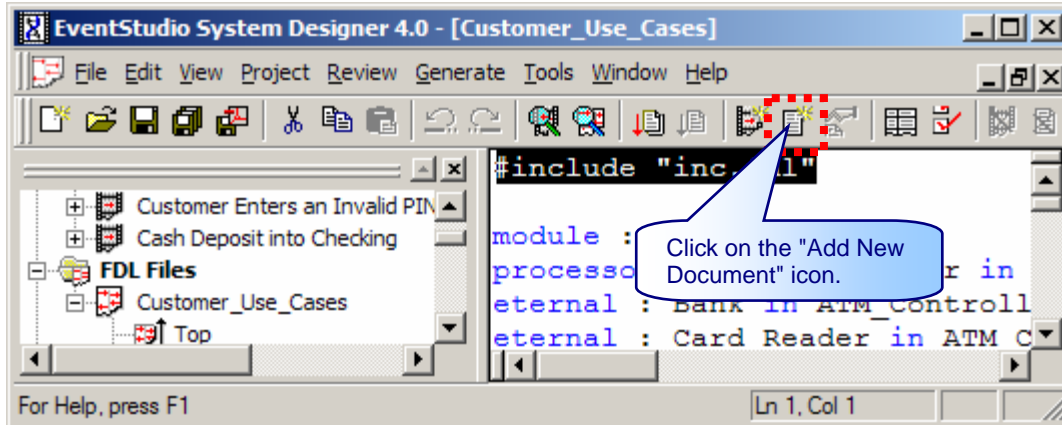 EventStudio System Designer 4.0 - [Customer_Use_Cases]
File Edit View Project Review Generate Tools Window Help
Customer Enters an Invalid PIN
Cash Deposit into Checking
FDL Files
Customer_Use_Cases
Top
#include "inc
module :
r in
eternal : Bank in ATM_Controll
eternal : Card Reader in ATM C
Click on the "Add New
Document" icon.
For Help, press F1
Ln 1, Col 1